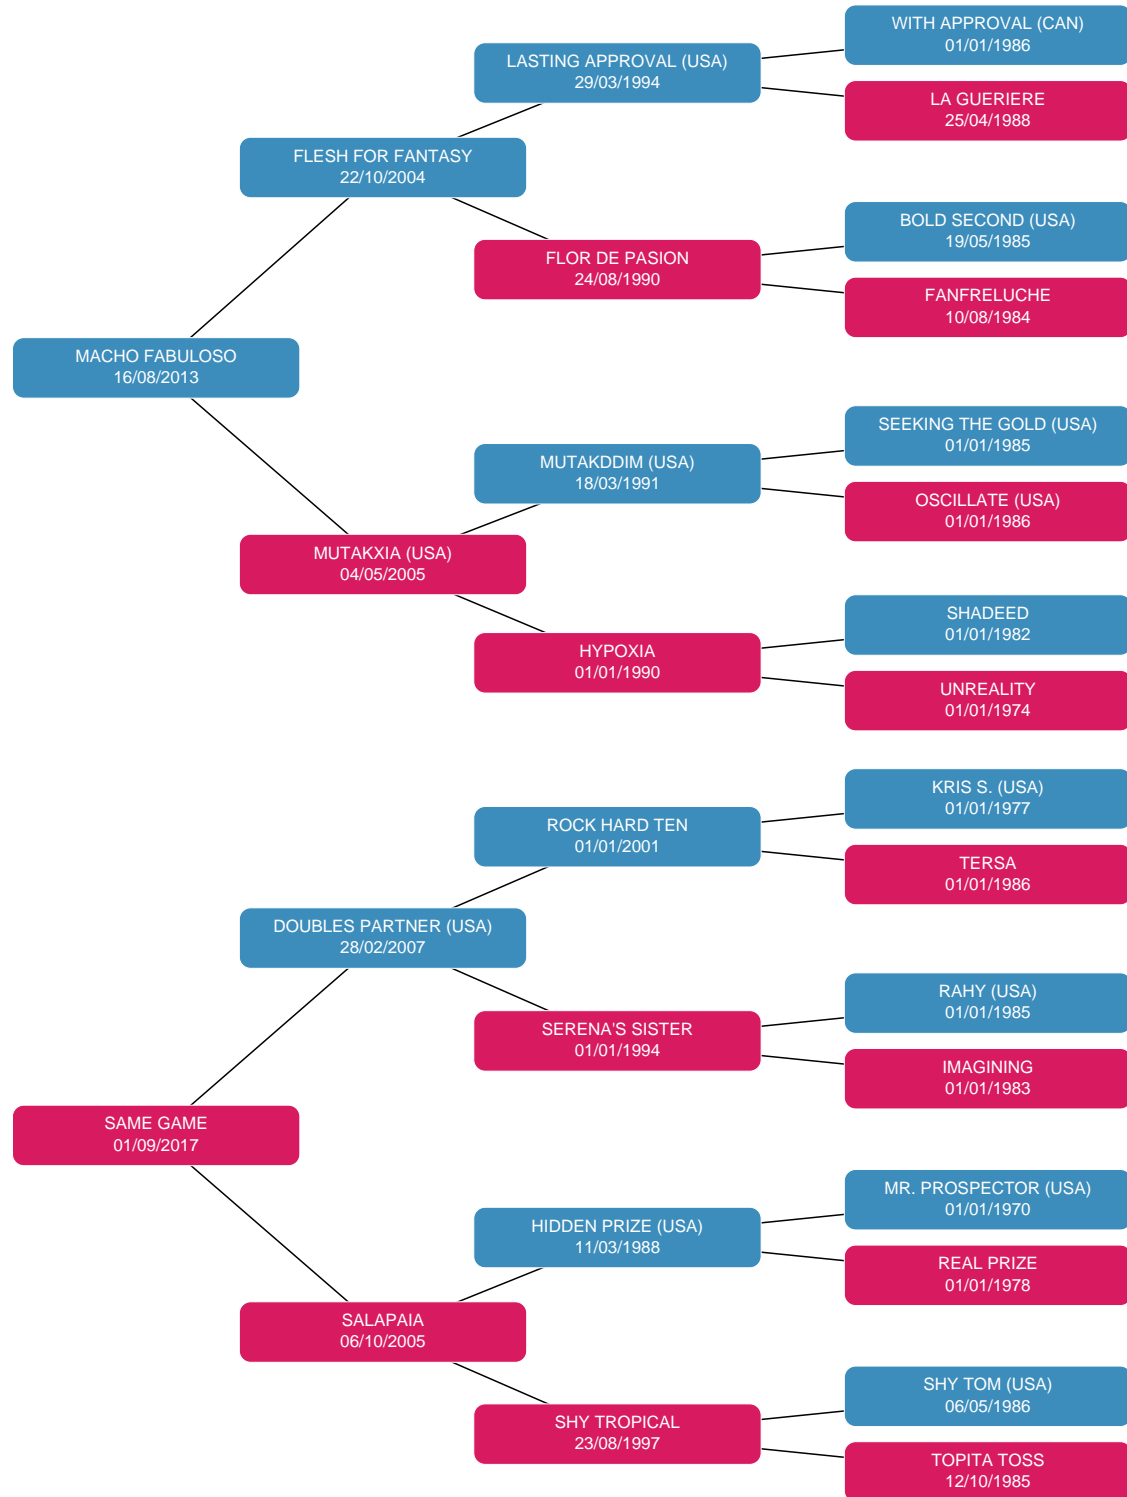 WITH APPROVAL (CAN)
01/01/1986
LASTING APPROVAL (USA)
29/03/1994
LA GUERIERE
25/04/1988
FLESH FOR FANTASY
22/10/2004
BOLD SECOND (USA)
19/05/1985
FLOR DE PASION
24/08/1990
FANFRELUCHE
10/08/1984
MACHO FABULOSO
16/08/2013
SEEKING THE GOLD (USA)
01/01/1985
MUTAKDDIM (USA)
18/03/1991
OSCILLATE (USA)
01/01/1986
MUTAKXIA (USA)
04/05/2005
SHADEED
01/01/1982
HYPOXIA
01/01/1990
UNREALITY
01/01/1974
KRIS S. (USA)
01/01/1977
ROCK HARD TEN
01/01/2001
TERSA
01/01/1986
DOUBLES PARTNER (USA)
28/02/2007
RAHY (USA)
01/01/1985
SERENA'S SISTER
01/01/1994
IMAGINING
01/01/1983
SAME GAME
01/09/2017
MR. PROSPECTOR (USA)
01/01/1970
HIDDEN PRIZE (USA)
11/03/1988
REAL PRIZE
01/01/1978
SALAPAIA
06/10/2005
SHY TOM (USA)
06/05/1986
SHY TROPICAL
23/08/1997
TOPITA TOSS
12/10/1985